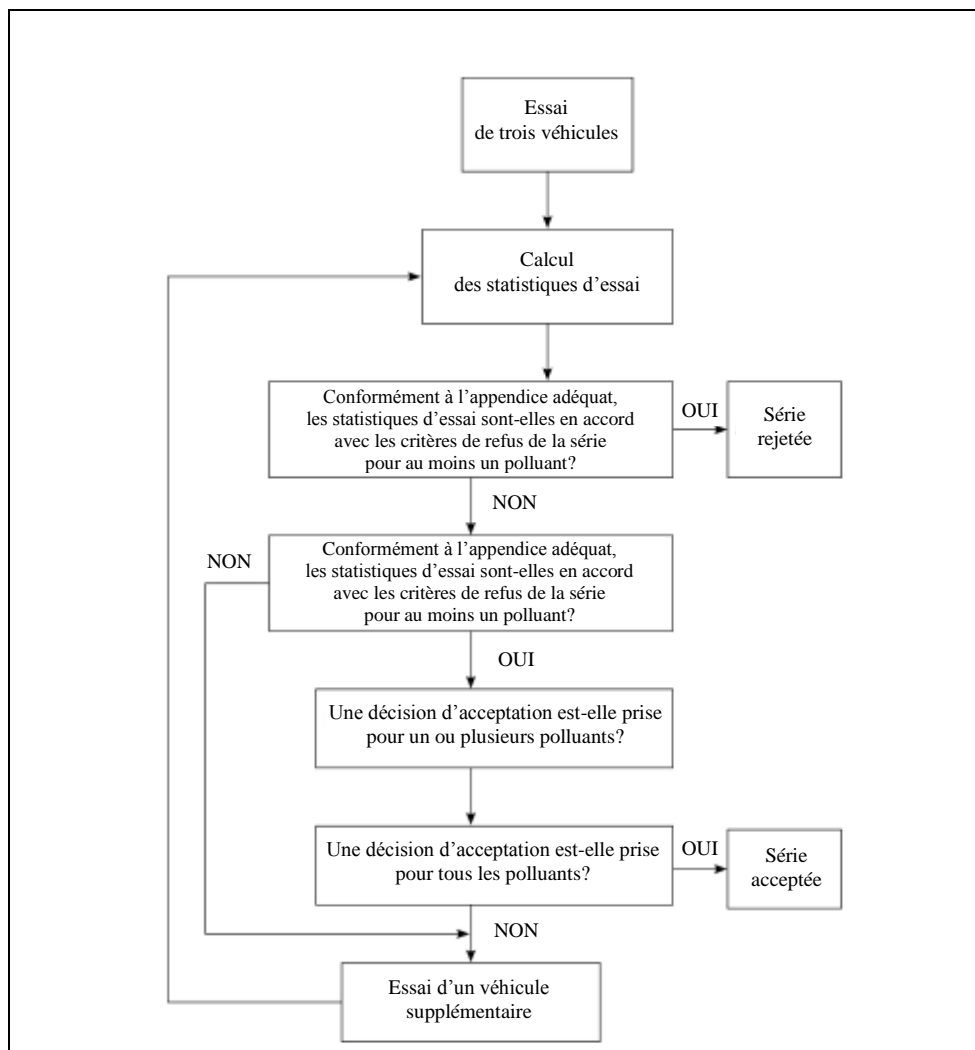 Essai
de trois véhicules
Calcul
des statistiques d’essai
Conformément à l’appendice adéquat,
les statistiques d’essai sont-elles en accord
avec les critères de refus de la série
pour au moins un polluant?
OUI
Série
rejetée
NON
NON
Conformément à l’appendice adéquat,
les statistiques d’essai sont-elles en accord
avec les critères de refus de la série
pour au moins un polluant?
OUI
Une décision d’acceptation est-elle prise
pour un ou plusieurs polluants?
Une décision d’acceptation est-elle prise
pour tous les polluants?
OUI
Série
acceptée
NON
Essai d’un véhicule
supplémentaire